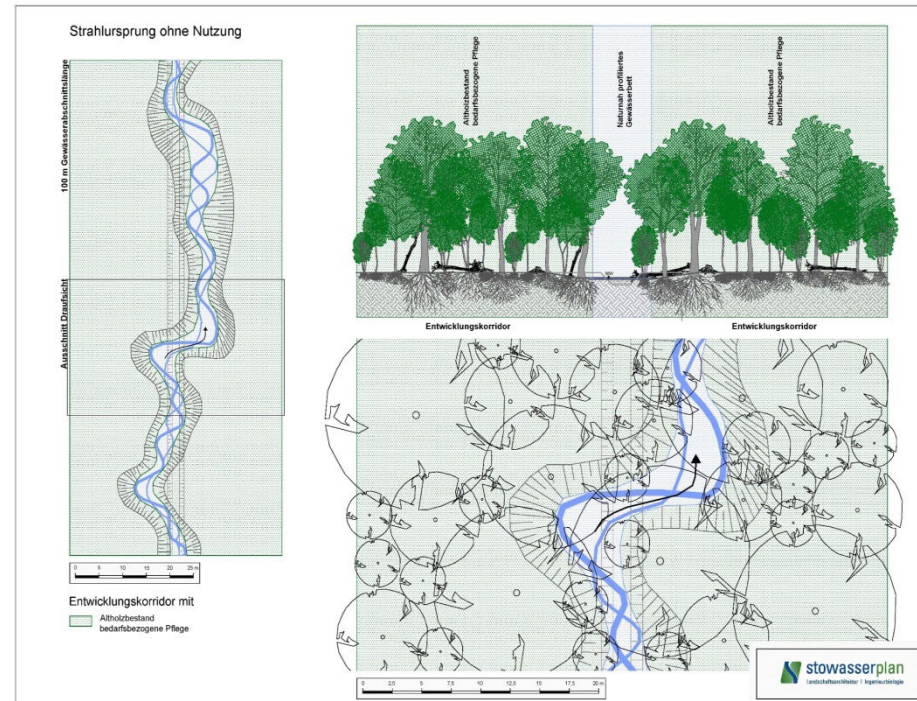 Strahlursprung ohne Nutzung
100 m Gewässerabschnittslänge
Ausschnitt Draufsicht
0 5 10 15 20 25 m
Entwicklungskorridor mit
Altholzbestand
bedarfsbezogene Pflege
Altholzbestand
bedarfsbezogene Pflege
Naturnah profiliertes
Gewässerbett
Altholzbestand
bedarfsbezogene Pflege
Entwicklungskorridor
Entwicklungskorridor
0 2,5 5 7,5 10 12,5 15 17,5 20 m
stowasserplan
Landschaftsarchitektur | Ingenieurbiologie